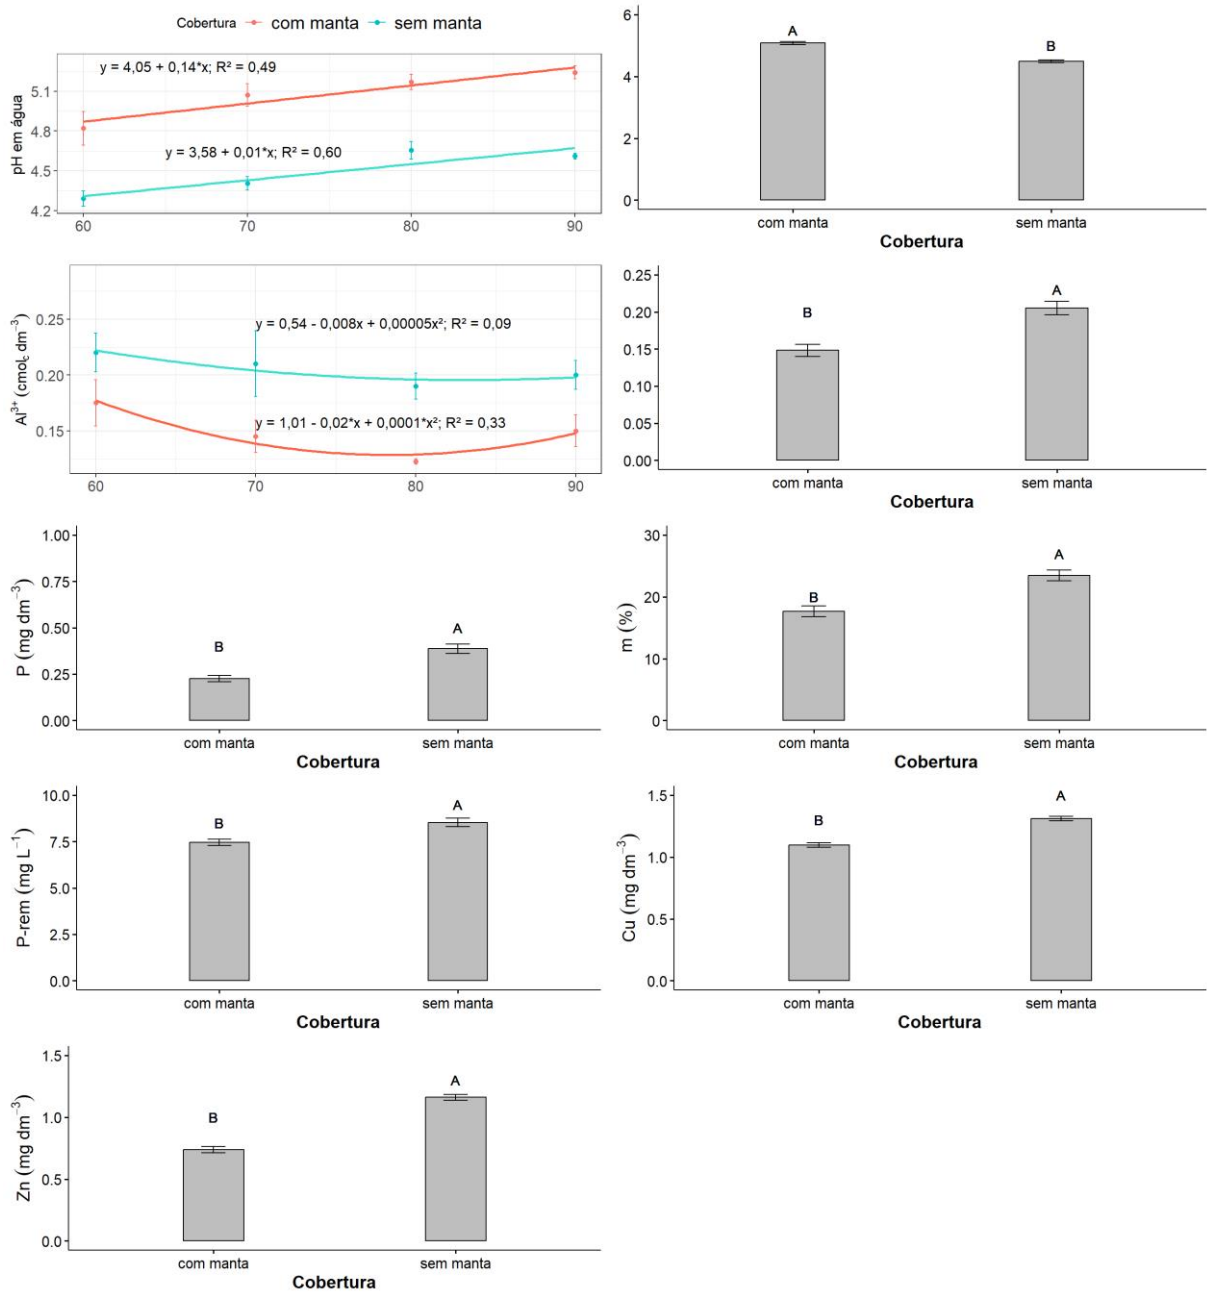 Cobertura com manta sem manta
y = 4,05 + 0,14*x; R² = 0,49
y = 3,58 + 0,01*x; R² = 0,60
pH em água
5.1
4.8
4.5
4.2
60 70 80 90
6
4
2
0
A
B
com manta sem manta
Cobertura
y = 0,54 - 0,008x + 0,00005x²; R² = 0,09
y = 1,01 - 0,02*x + 0,0001*x²; R² = 0,33
Al³⁺ (cmolc dm⁻³)
0.25
0.20
0.15
60 70 80 90
0.25
0.20
0.15
0.10
0.05
0.00
B
A
com manta sem manta
Cobertura
P (mg dm⁻³)
1.00
0.75
0.50
0.25
0.00
B
A
com manta sem manta
Cobertura
m (%)
30
20
10
0
B
A
com manta sem manta
Cobertura
P-rem (mg L⁻¹)
10.0
7.5
5.0
2.5
0.0
B
A
com manta sem manta
Cobertura
Cu (mg dm⁻³)
1.5
1.0
0.5
0.0
B
A
com manta sem manta
Cobertura
Zn (mg dm⁻³)
1.5
1.0
0.5
0.0
B
A
com manta sem manta
Cobertura